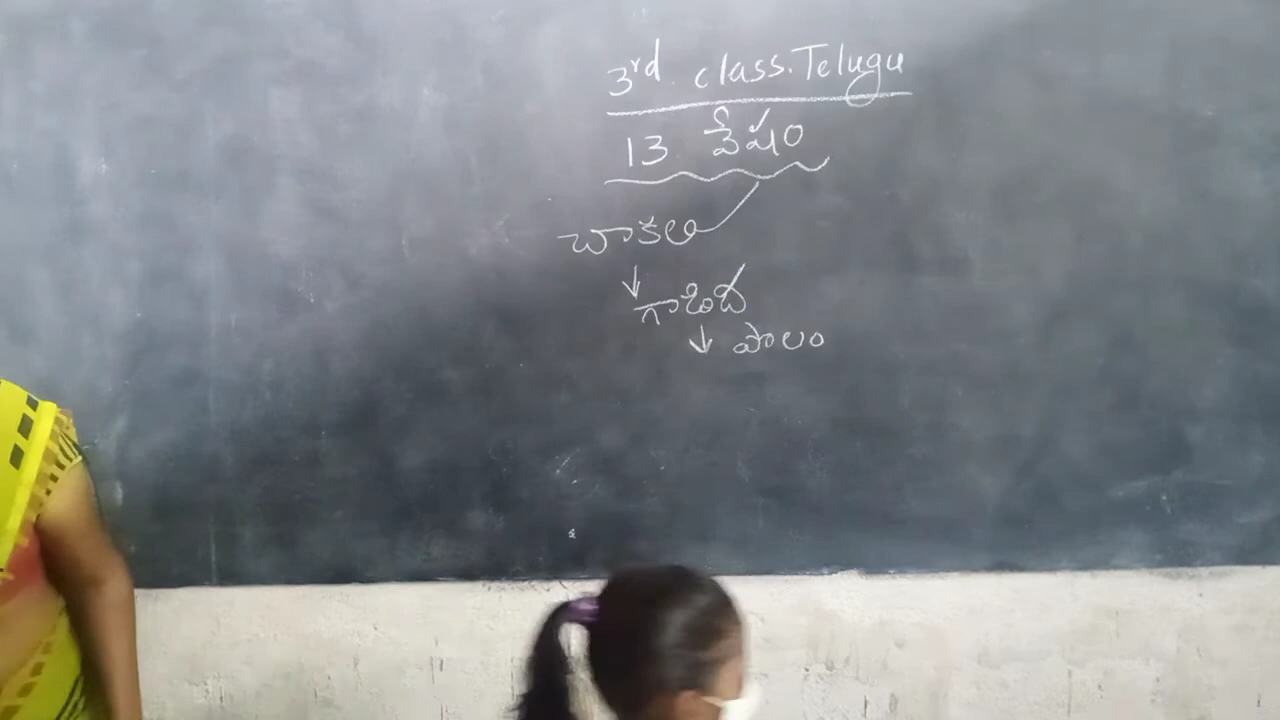 3rd. class. Telugu
13 వేషం
చాకలి
↓ గాడిద
↓ పొలం